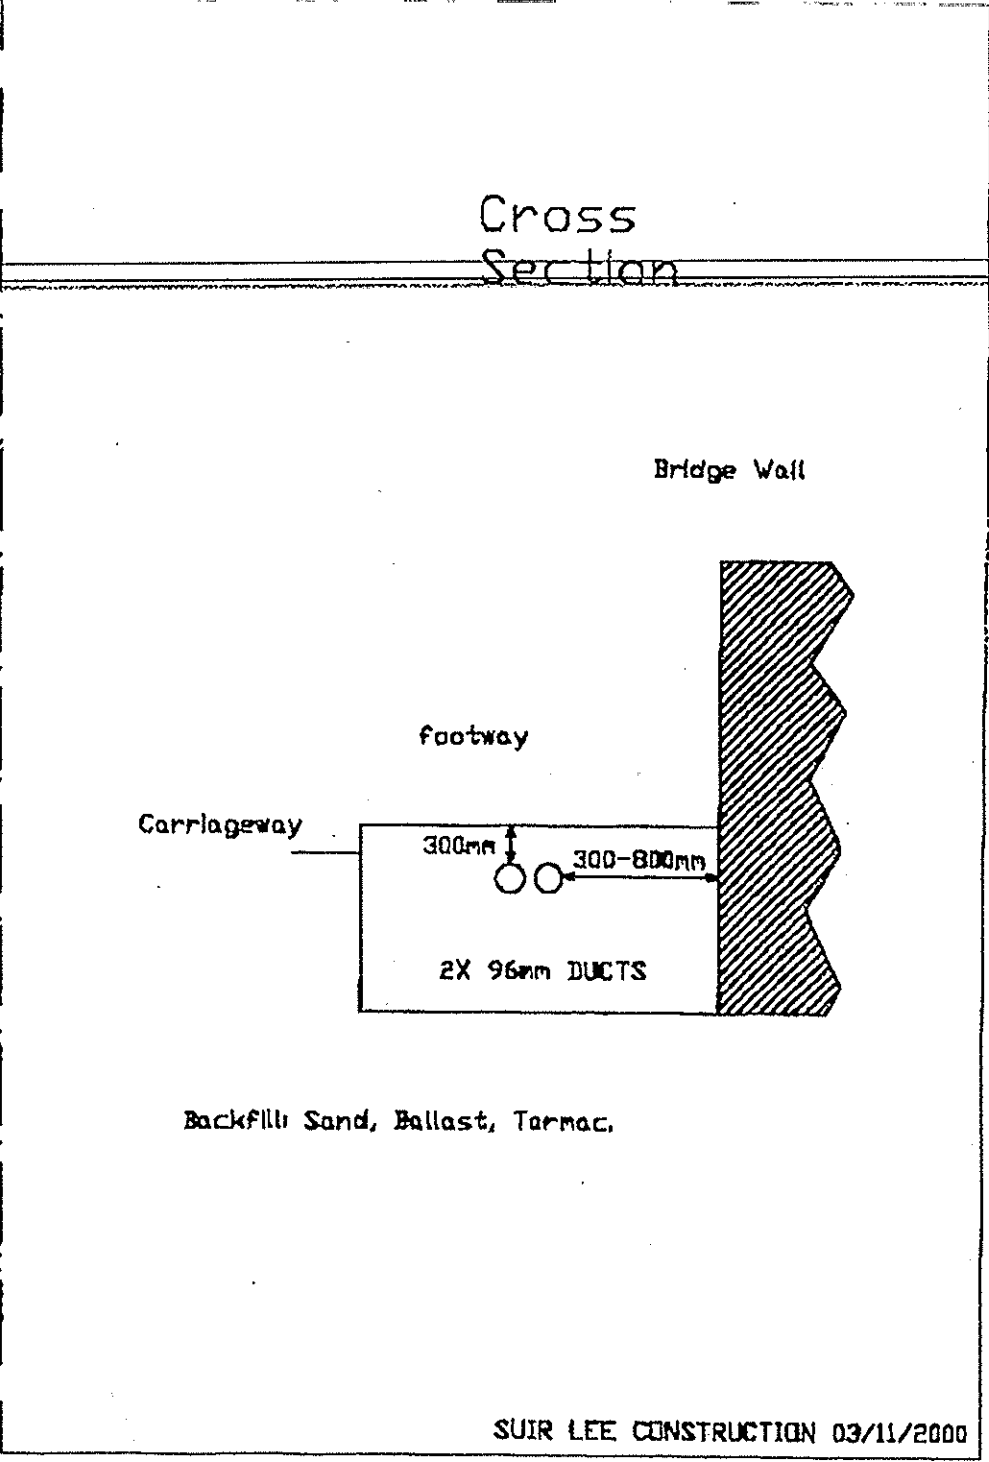 Cross
Section
Bridge Wall
footway
Carriageway
300mm
300-800mm
2X 96mm DUCTS
Backfill: Sand, Ballast, Tarmac.
SUIR LEE CONSTRUCTION 03/11/2000